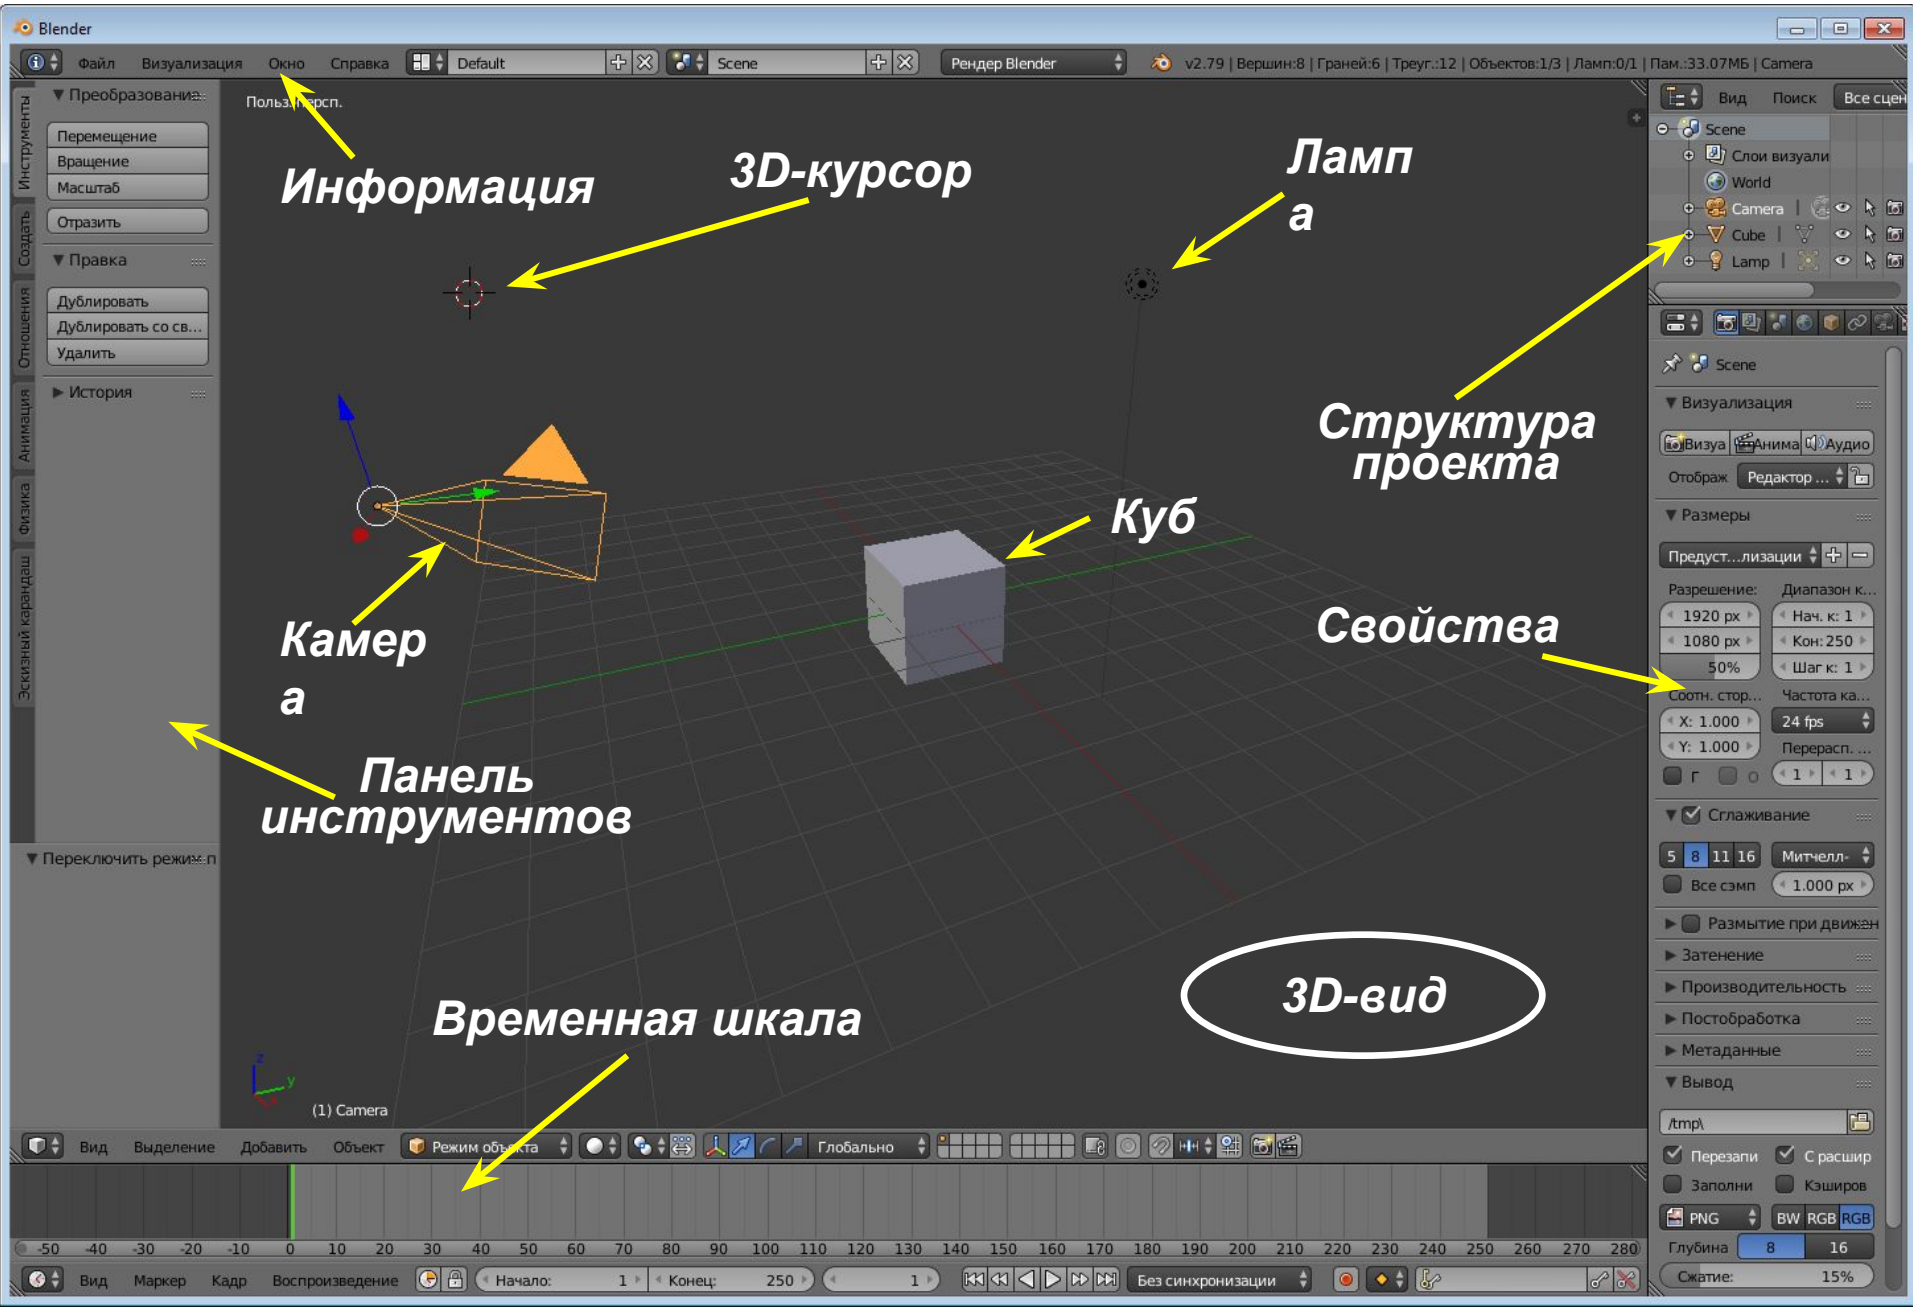 Blender
Файл Визуализация Окно Справка Default Scene Рендер Blender v2.79 | Вершин:8 | Граней:6 | Треуг.:12 | Объектов:1/3 | Ламп:0/1 | Пам.:33.07МБ | Camera
Инструменты
Создать
Отношения
Анимация
Физика
Эскизный карандаш
Преобразование
Перемещение
Вращение
Масштаб
Отразить
Правка
Дублировать
Дублировать со св...
Удалить
История
Переключить режим п
Польз. персп.
Информация
3D-курсор
Ламп
а
Структура
проекта
Куб
Камер
а
Свойства
Панель
инструментов
3D-вид
Временная шкала
z
y
(1) Camera
Вид Поиск Все сцен
Scene
Слои визуали
World
Camera
Cube
Lamp
Scene
Визуализация
Визуа Анима Аудио
Отображ Редактор ...
Размеры
Предуст...лизации
Разрешение: Диапазон к...
1920 px Нач. к: 1
1080 px Кон: 250
50% Шаг к: 1
Соотн. стор... Частота ка...
X: 1.000 24 fps
Y: 1.000 Перерасп. ...
Г О 1 1
Сглаживание
5 8 11 16 Митчелл-
Все сэмп 1.000 px
Размытие при движен
Затенение
Производительность
Постобработка
Метаданные
Вывод
/tmp\
Перезапи С расшир
Заполни Кэширов
PNG BW RGB RGB
Глубина 8 16
Сжатие: 15%
Вид Выделение Добавить Объект Режим объекта Глобально
-50 -40 -30 -20 -10 0 10 20 30 40 50 60 70 80 90 100 110 120 130 140 150 160 170 180 190 200 210 220 230 240 250 260 270 280
Вид Маркер Кадр Воспроизведение Начало: 1 Конец: 250 1 Без синхронизации